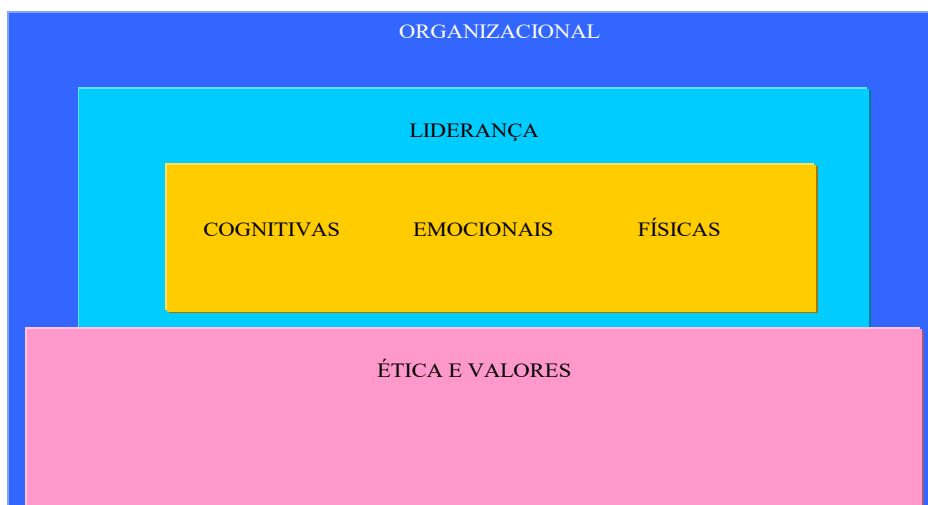 ORGANIZACIONAL
LIDERANÇA
COGNITIVAS EMOCIONAIS FÍSICAS
ÉTICA E VALORES